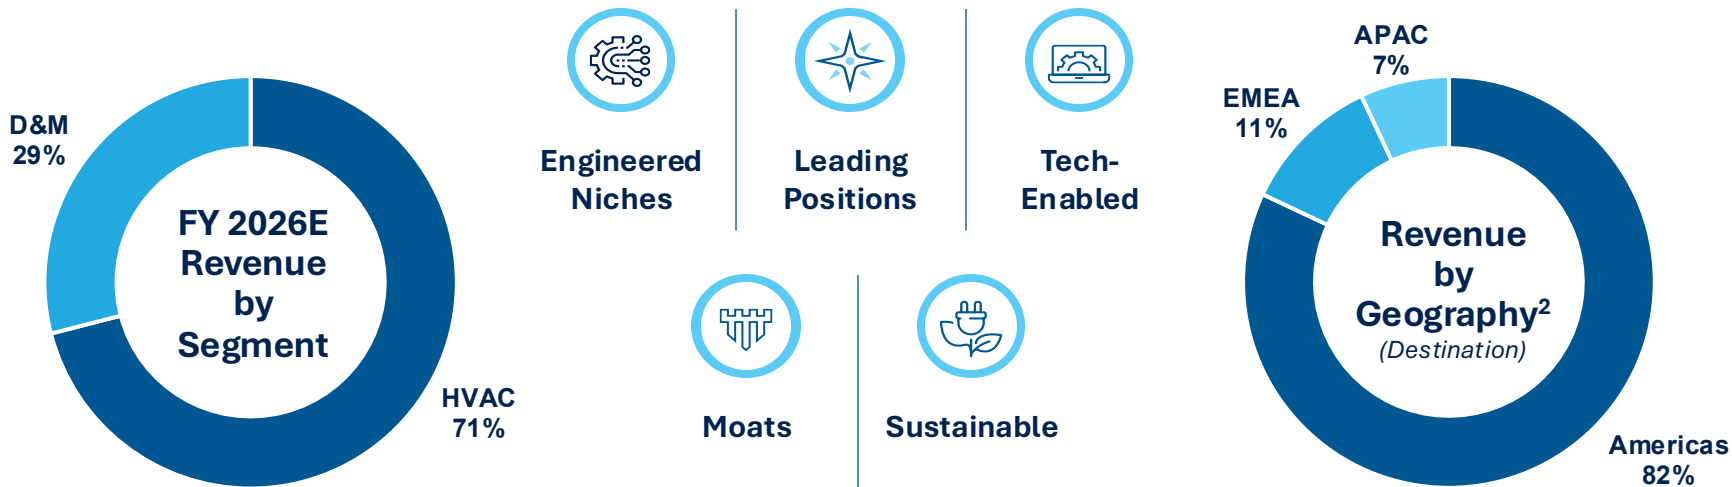 D&M
29%
FY 2026E
Revenue
by
Segment
HVAC
71%
Engineered
Niches
Leading
Positions
Tech-
Enabled
Moats
Sustainable
APAC
7%
EMEA
11%
Revenue
by
Geography²
(Destination)
Americas
82%